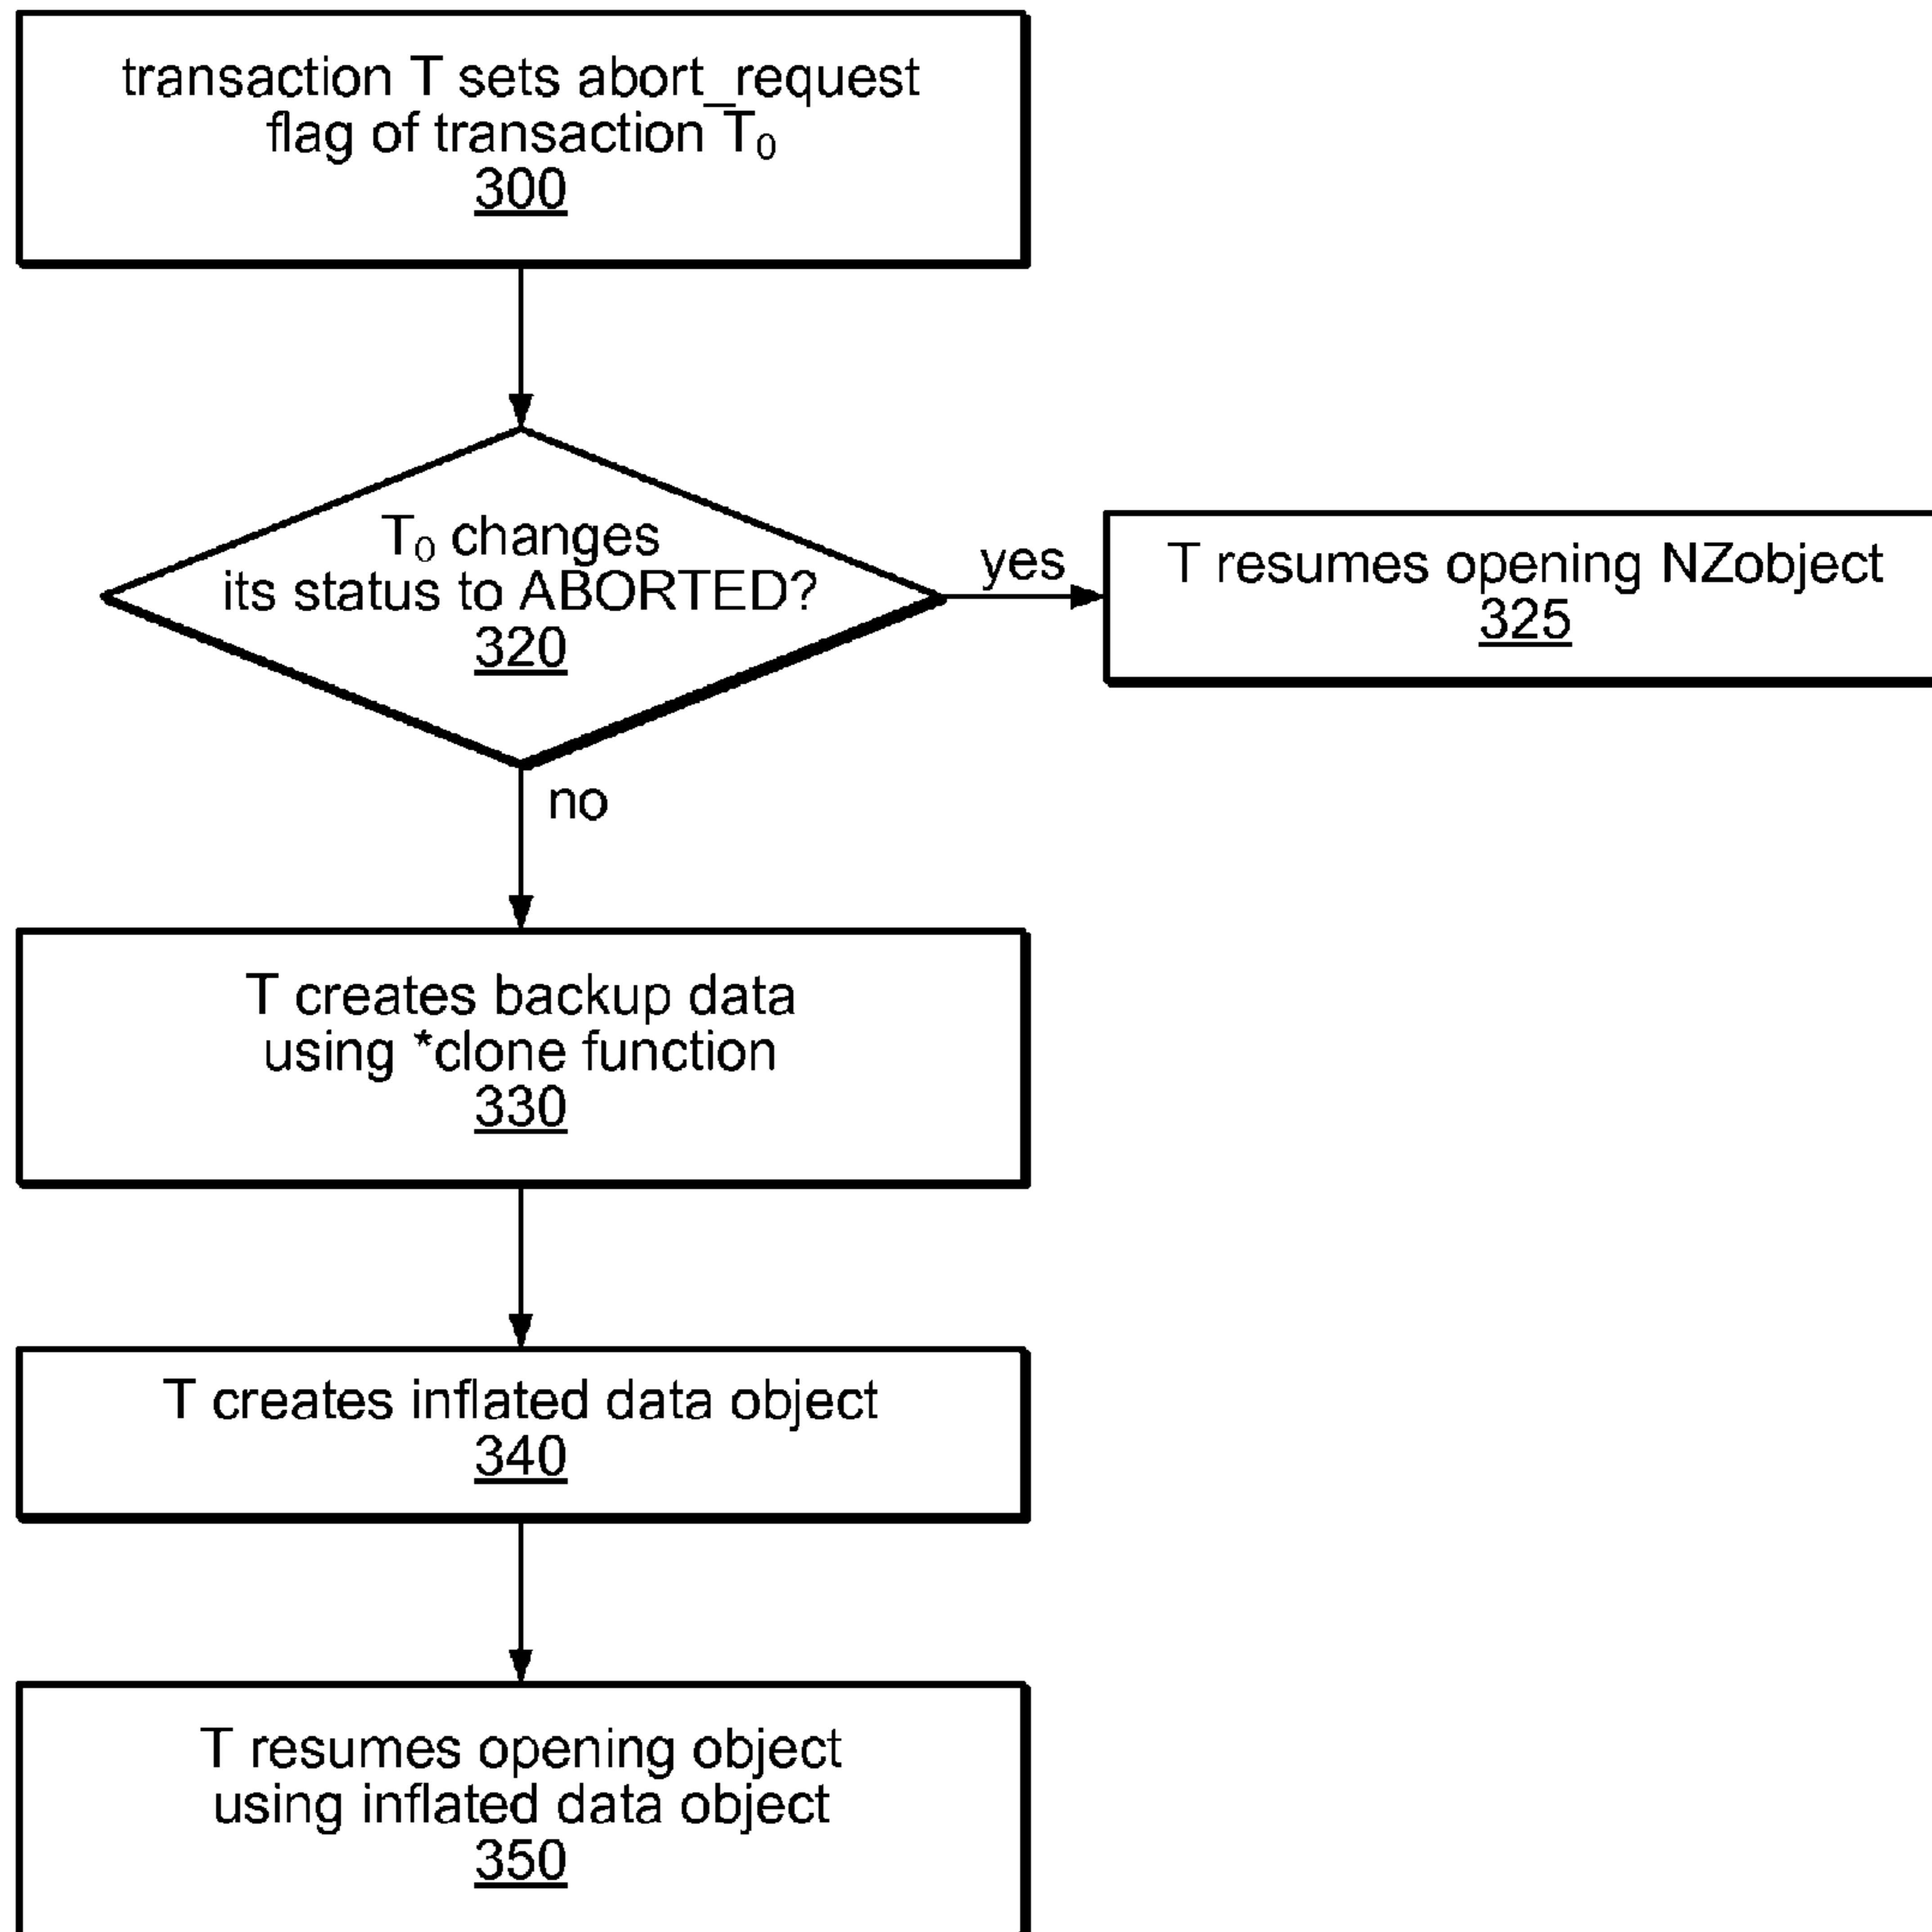 transaction T sets abort_request
flag of transaction T₀
300
T₀ changes
its status to ABORTED?
320
yes
T resumes opening NZobject
325
no
T creates backup data
using *clone function
330
T creates inflated data object
340
T resumes opening object
using inflated data object
350